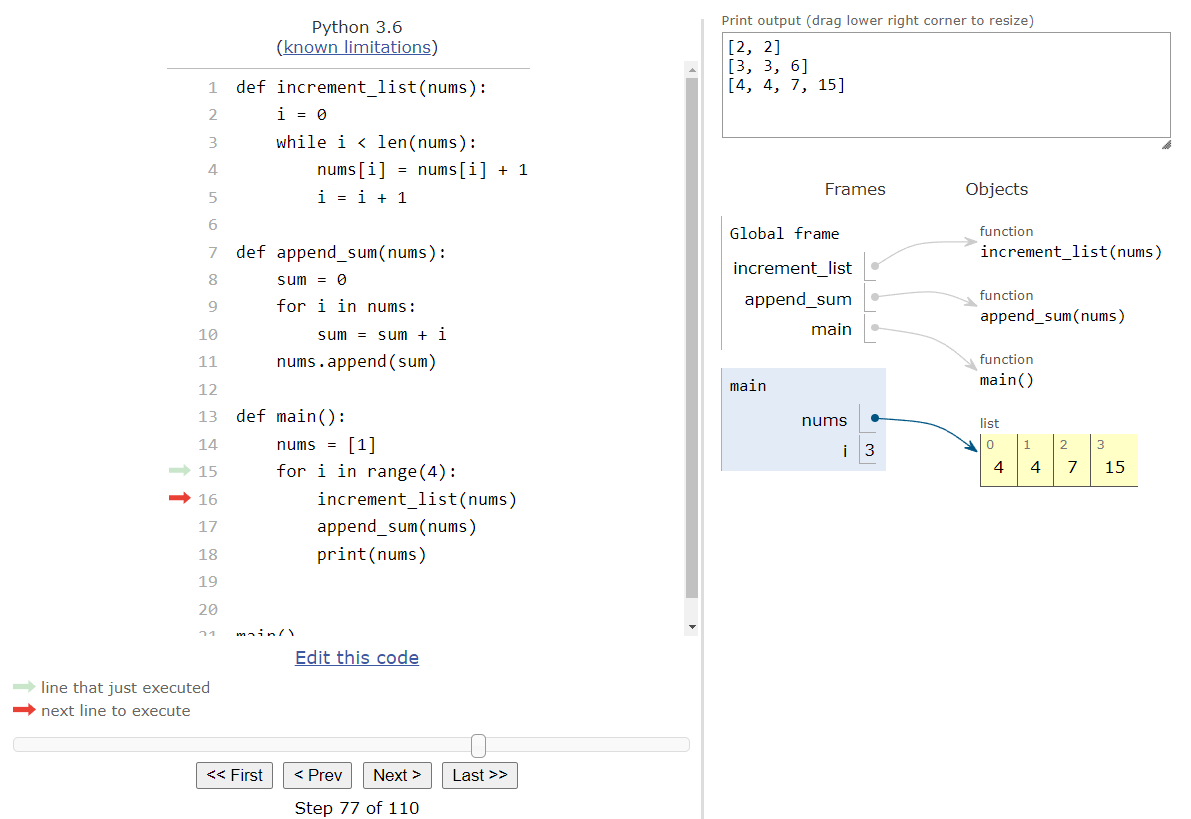 Python 3.6
(known limitations)
1 def increment_list(nums):
2     i = 0
3     while i < len(nums):
4         nums[i] = nums[i] + 1
5         i = i + 1
6
7 def append_sum(nums):
8     sum = 0
9     for i in nums:
10         sum = sum + i
11     nums.append(sum)
12
13 def main():
14     nums = [1]
15     for i in range(4):
16         increment_list(nums)
17         append_sum(nums)
18         print(nums)
19
20
21 main()
Edit this code
line that just executed
next line to execute
<< First
< Prev
Next >
Last >>
Step 77 of 110
Print output (drag lower right corner to resize)
[2, 2]
[3, 3, 6]
[4, 4, 7, 15]
Frames
Objects
Global frame
increment_list
append_sum
main
function
increment_list(nums)
function
append_sum(nums)
function
main()
main
nums
i 3
list
0 1 2 3
4 4 7 15